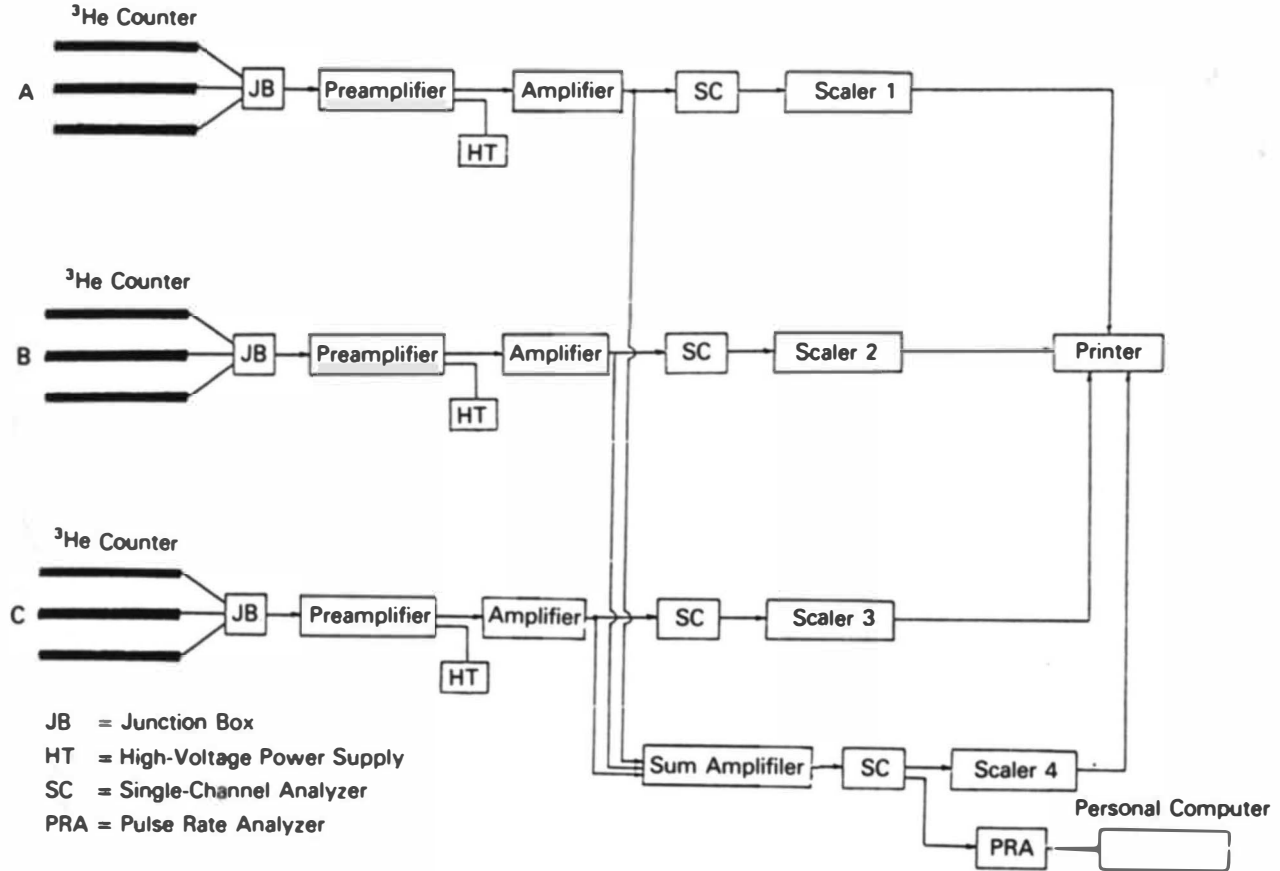 ³He Counter
A
JB
Preamplifier
Amplifier
SC
Scaler 1
HT
³He Counter
B
JB
Preamplifier
Amplifier
SC
Scaler 2
Printer
HT
³He Counter
C
JB
Preamplifier
Amplifier
SC
Scaler 3
HT
JB = Junction Box
HT = High-Voltage Power Supply
SC = Single-Channel Analyzer
PRA = Pulse Rate Analyzer
Sum Amplifiler
SC
Scaler 4
Personal Computer
PRA